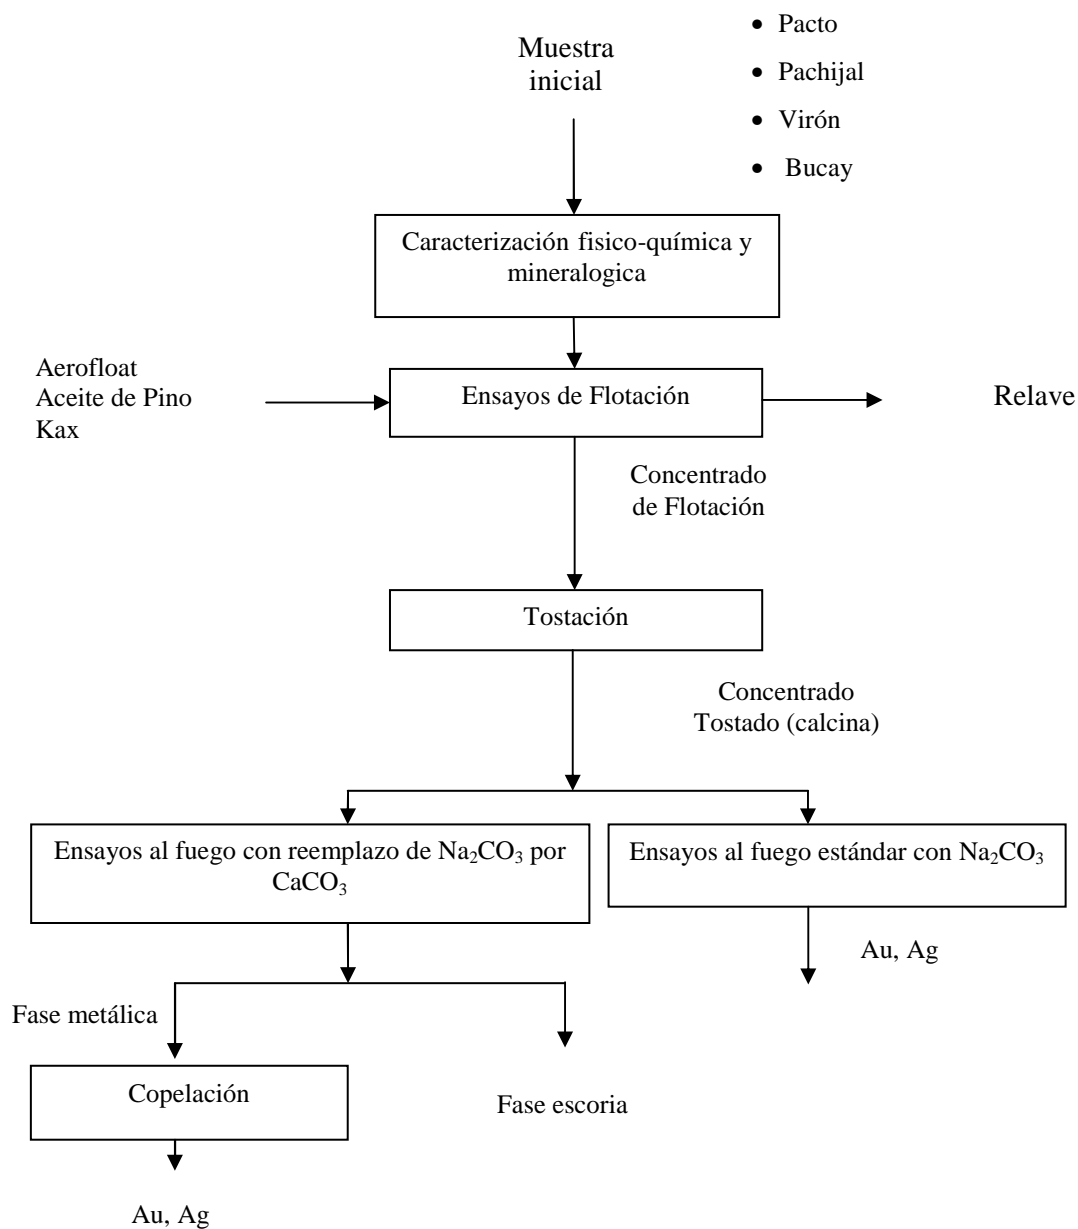 Muestra
inicial
• Pacto
• Pachijal
• Virón
• Bucay
Caracterización fisico-química y
mineralogica
Aerofloat
Aceite de Pino
Kax
Ensayos de Flotación
Relave
Concentrado
de Flotación
Tostación
Concentrado
Tostado (calcina)
Ensayos al fuego con reemplazo de Na₂CO₃ por
CaCO₃
Ensayos al fuego estándar con Na₂CO₃
Au, Ag
Fase metálica
Copelación
Fase escoria
Au, Ag